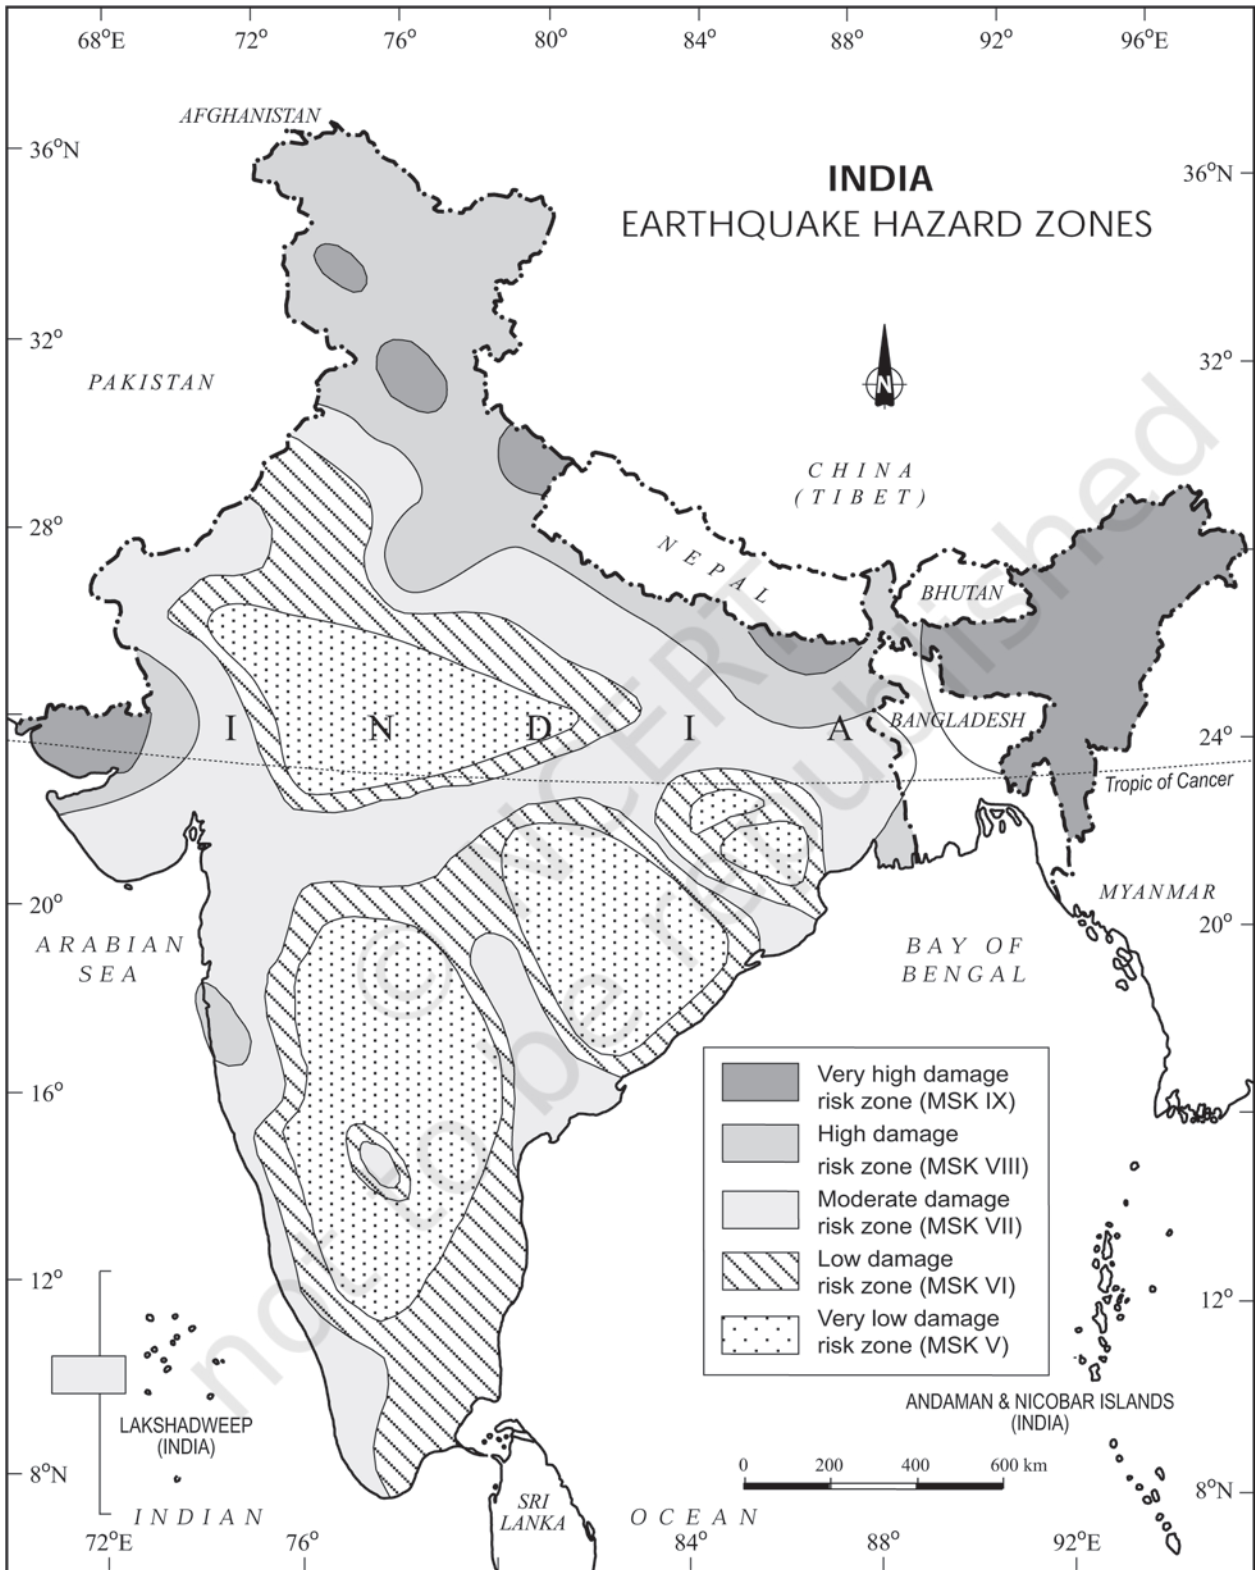 68°E 72° 76° 80° 84° 88° 92° 96°E
AFGHANISTAN
36°N
INDIA
36°N
EARTHQUAKE HAZARD ZONES
32°
32°
PAKISTAN
N
CHINA
(TIBET)
28°
NEPAL
BHUTAN
I N D I A
BANGLADESH
24°
Tropic of Cancer
20°
MYANMAR
20°
ARABIAN
SEA
BAY OF
BENGAL
© NCERT
not to be republished
16°
Very high damage
risk zone (MSK IX)
High damage
risk zone (MSK VIII)
Moderate damage
risk zone (MSK VII)
Low damage
risk zone (MSK VI)
Very low damage
risk zone (MSK V)
12°
12°
LAKSHADWEEP
(INDIA)
ANDAMAN & NICOBAR ISLANDS
(INDIA)
8°N
0 200 400 600 km
8°N
INDIAN
SRI
LANKA
OCEAN
72°E 76° 84° 88° 92°E